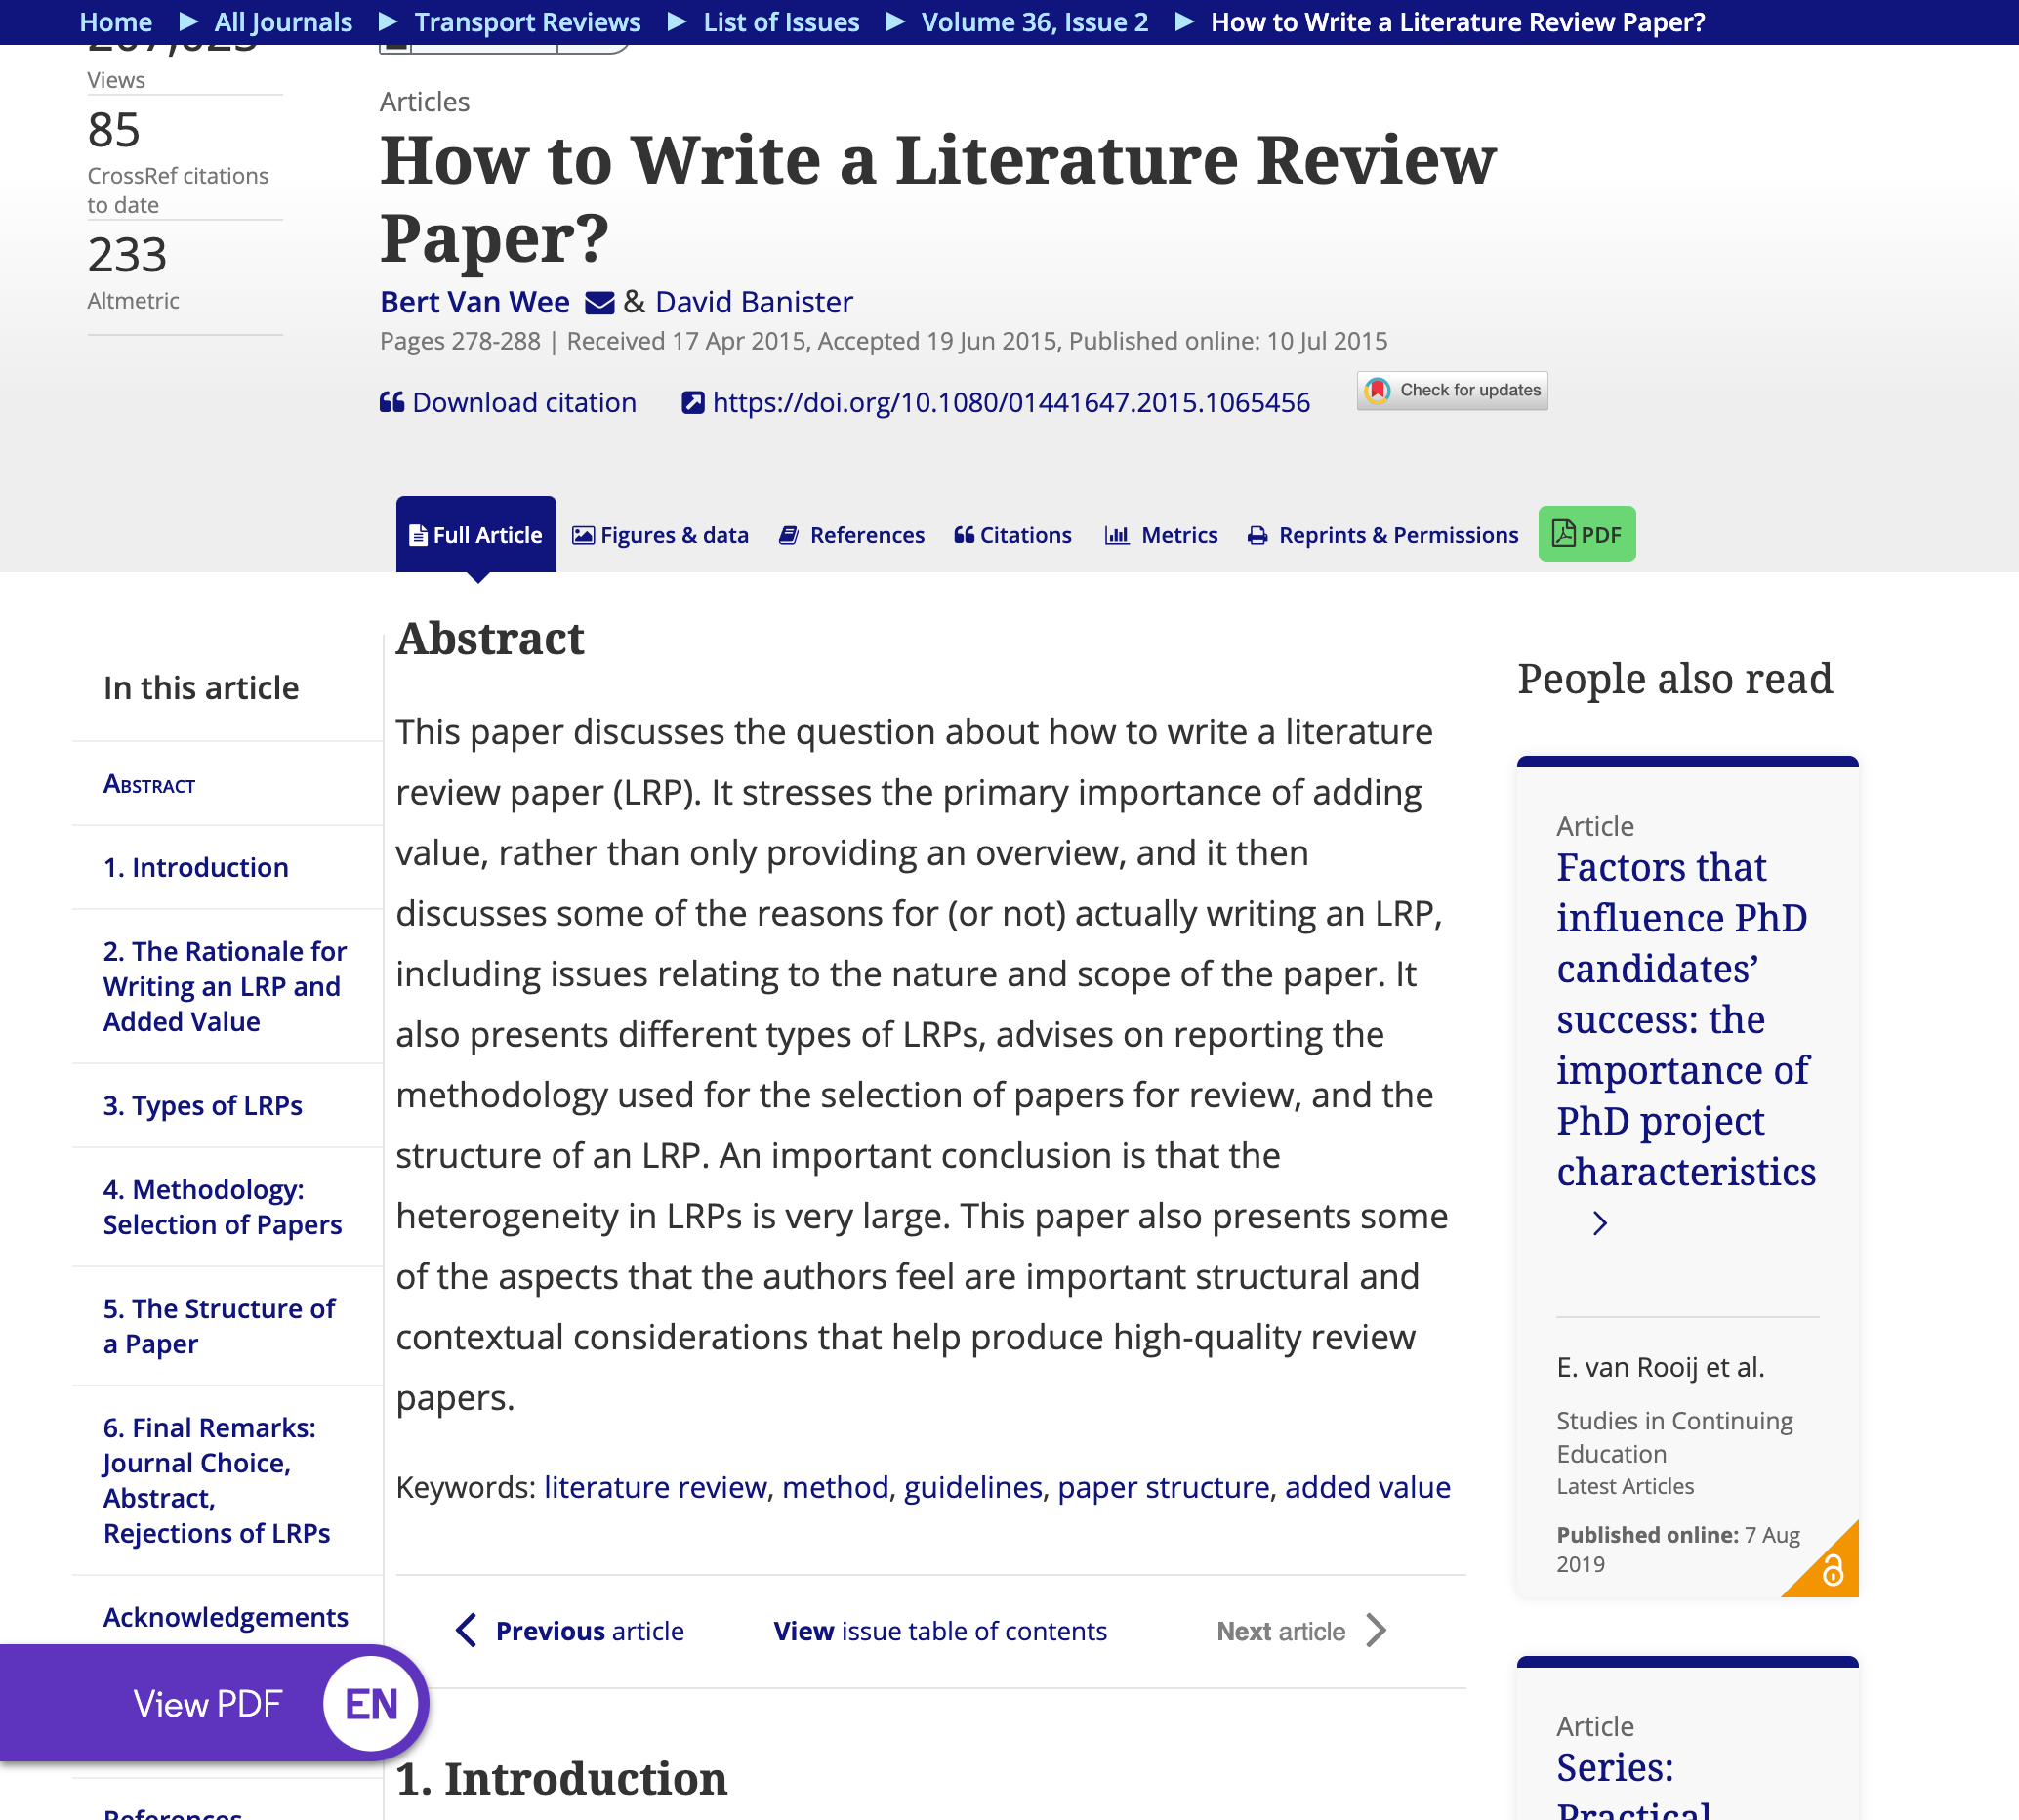 Home ▶ All Journals ▶ Transport Reviews ▶ List of Issues ▶ Volume 36, Issue 2 ▶ How to Write a Literature Review Paper?
Views
85
CrossRef citations
to date
233
Altmetric
Articles
How to Write a Literature Review
Paper?
Bert Van Wee & David Banister
Pages 278-288 | Received 17 Apr 2015, Accepted 19 Jun 2015, Published online: 10 Jul 2015
Download citation https://doi.org/10.1080/01441647.2015.1065456 Check for updates
Full Article Figures & data References Citations Metrics Reprints & Permissions PDF
In this article
Abstract
1. Introduction
2. The Rationale for
Writing an LRP and
Added Value
3. Types of LRPs
4. Methodology:
Selection of Papers
5. The Structure of
a Paper
6. Final Remarks:
Journal Choice,
Abstract,
Rejections of LRPs
Acknowledgements
View PDF EN
References
Abstract
This paper discusses the question about how to write a literature
review paper (LRP). It stresses the primary importance of adding
value, rather than only providing an overview, and it then
discusses some of the reasons for (or not) actually writing an LRP,
including issues relating to the nature and scope of the paper. It
also presents different types of LRPs, advises on reporting the
methodology used for the selection of papers for review, and the
structure of an LRP. An important conclusion is that the
heterogeneity in LRPs is very large. This paper also presents some
of the aspects that the authors feel are important structural and
contextual considerations that help produce high-quality review
papers.
Keywords: literature review, method, guidelines, paper structure, added value
Previous article View issue table of contents Next article
1. Introduction
People also read
Article
Factors that
influence PhD
candidates’
success: the
importance of
PhD project
characteristics
E. van Rooij et al.
Studies in Continuing
Education
Latest Articles
Published online: 7 Aug
2019
Article
Series:
Practical